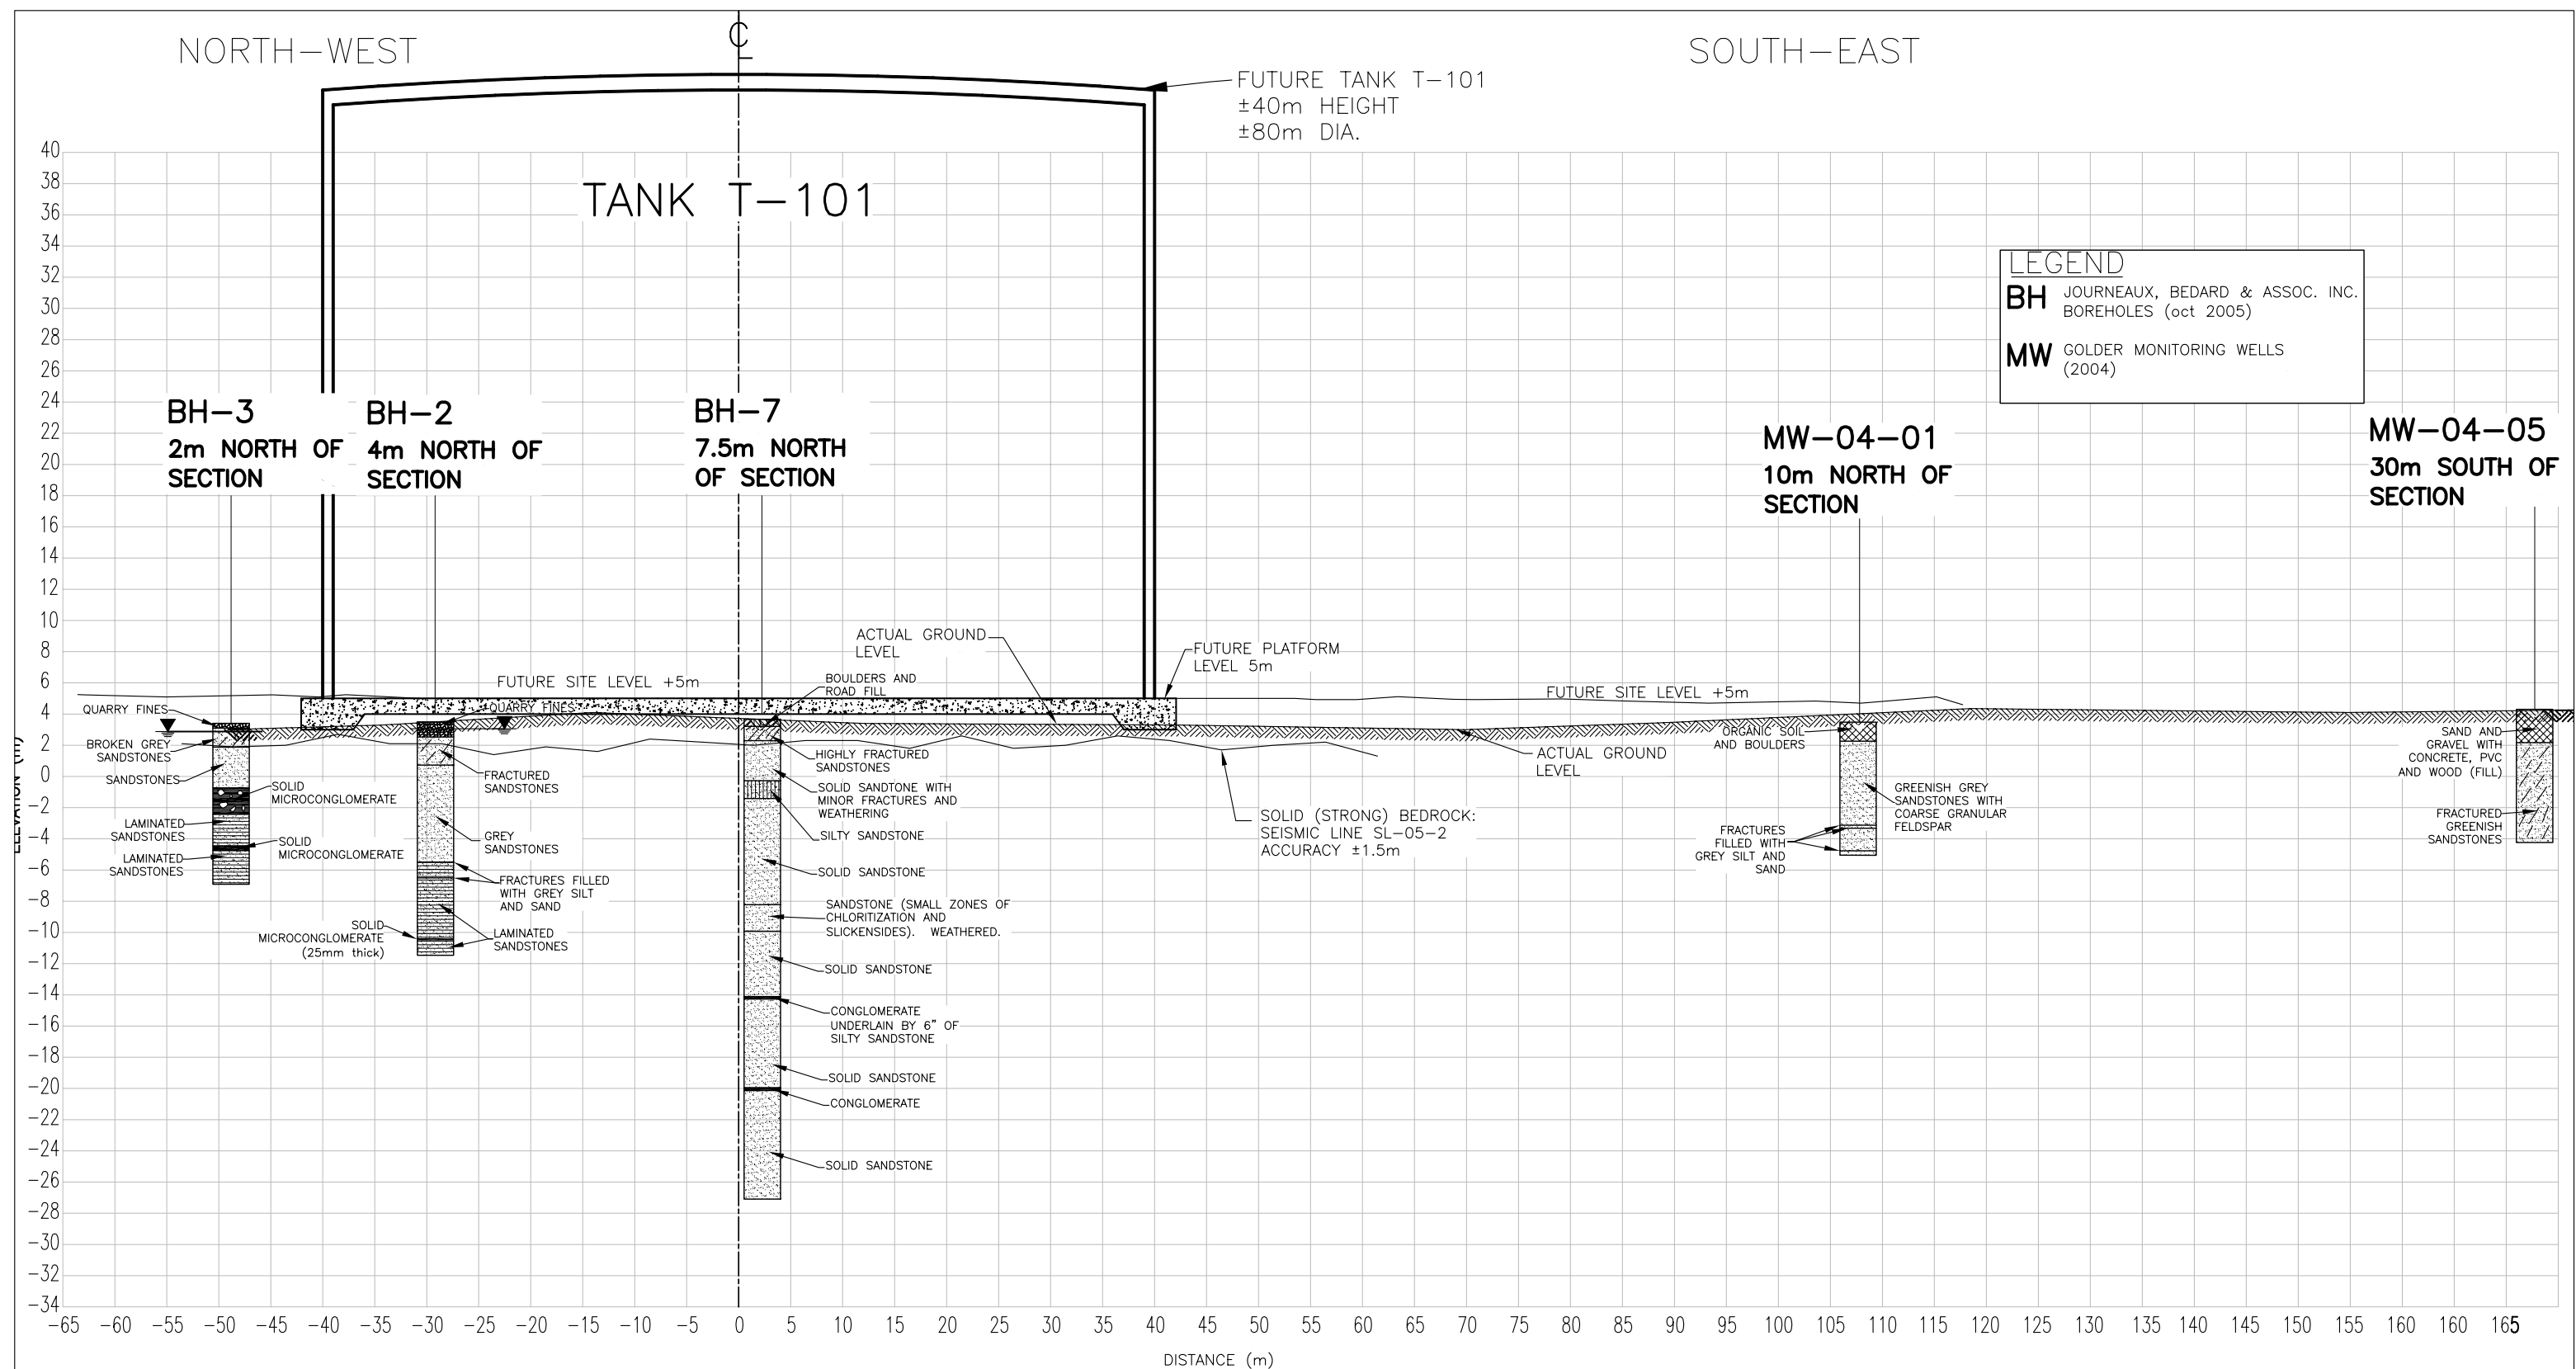 NORTH-WEST
℄
SOUTH-EAST
FUTURE TANK T-101
±40m HEIGHT
±80m DIA.
TANK T-101
LEGEND
BH JOURNEAUX, BEDARD & ASSOC. INC.
BOREHOLES (oct 2005)
MW GOLDER MONITORING WELLS
(2004)
BH-3
2m NORTH OF
SECTION
BH-2
4m NORTH OF
SECTION
BH-7
7.5m NORTH
OF SECTION
MW-04-01
10m NORTH OF
SECTION
MW-04-05
30m SOUTH OF
SECTION
40
38
36
34
32
30
28
26
24
22
20
18
16
14
12
10
8
6
4
2
0
-2
-4
-6
-8
-10
-12
-14
-16
-18
-20
-22
-24
-26
-28
-30
-32
-34
ELEVATION (m)
ACTUAL GROUND
LEVEL
FUTURE PLATFORM
LEVEL 5m
FUTURE SITE LEVEL +5m
BOULDERS AND
ROAD FILL
FUTURE SITE LEVEL +5m
QUARRY FINES
BROKEN GREY
SANDSTONES
SANDSTONES
SOLID
MICROCONGLOMERATE
LAMINATED
SANDSTONES
SOLID
MICROCONGLOMERATE
LAMINATED
SANDSTONES
QUARRY FINES
FRACTURED
SANDSTONES
GREY
SANDSTONES
FRACTURES FILLED
WITH GREY SILT
AND SAND
SOLID
MICROCONGLOMERATE
(25mm thick)
LAMINATED
SANDSTONES
HIGHLY FRACTURED
SANDSTONES
SOLID SANDTONE WITH
MINOR FRACTURES AND
WEATHERING
SILTY SANDSTONE
SOLID SANDSTONE
SANDSTONE (SMALL ZONES OF
CHLORITIZATION AND
SLICKENSIDES). WEATHERED.
SOLID SANDSTONE
CONGLOMERATE
UNDERLAIN BY 6" OF
SILTY SANDSTONE
SOLID SANDSTONE
CONGLOMERATE
SOLID SANDSTONE
SOLID (STRONG) BEDROCK:
SEISMIC LINE SL-05-2
ACCURACY ±1.5m
ACTUAL GROUND
LEVEL
ORGANIC SOIL
AND BOULDERS
GREENISH GREY
SANDSTONES WITH
COARSE GRANULAR
FELDSPAR
FRACTURES
FILLED WITH
GREY SILT AND
SAND
SAND AND
GRAVEL WITH
CONCRETE, PVC
AND WOOD (FILL)
FRACTURED
GREENISH
SANDSTONES
-65 -60 -55 -50 -45 -40 -35 -30 -25 -20 -15 -10 -5 0 5 10 15 20 25 30 35 40 45 50 55 60 65 70 75 80 85 90 95 100 105 110 115 120 125 130 135 140 145 150 155 160 160 165
DISTANCE (m)